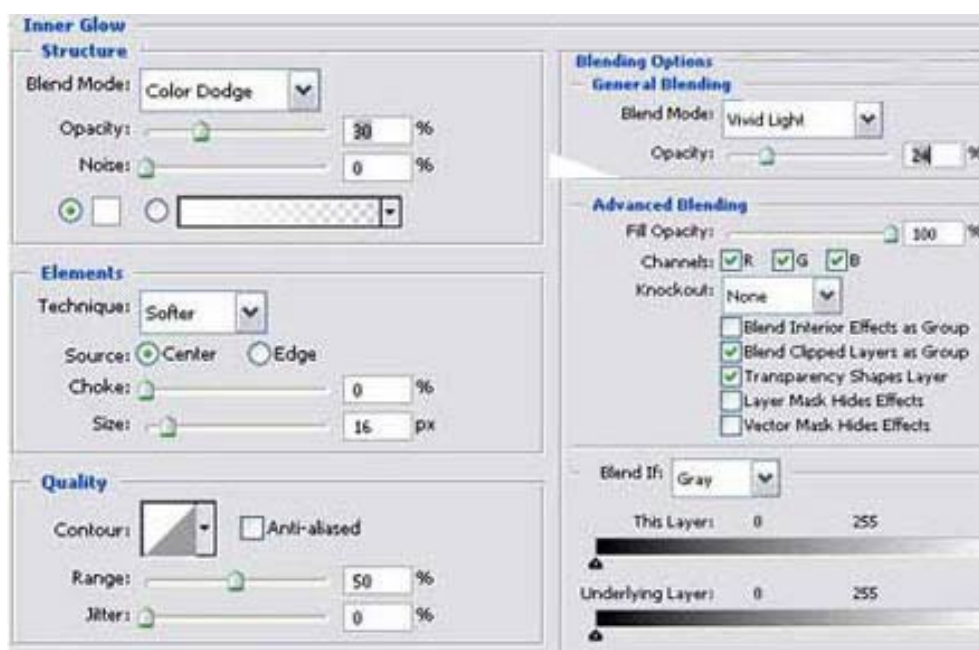 Inner Glow
Structure
Blend Mode: Color Dodge
Opacity: 30 %
Noise: 0 %
Elements
Technique: Softer
Source: Center Edge
Choke: 0 %
Size: 16 px
Quality
Contour: Anti-aliased
Range: 50 %
Jitter: 0 %
Blending Options
General Blending
Blend Mode: Vivid Light
Opacity: 24 %
Advanced Blending
Fill Opacity: 100 %
Channels: R G B
Knockout: None
Blend Interior Effects as Group
Blend Clipped Layers as Group
Transparency Shapes Layer
Layer Mask Hides Effects
Vector Mask Hides Effects
Blend If: Gray
This Layer: 0 255
Underlying Layer: 0 255